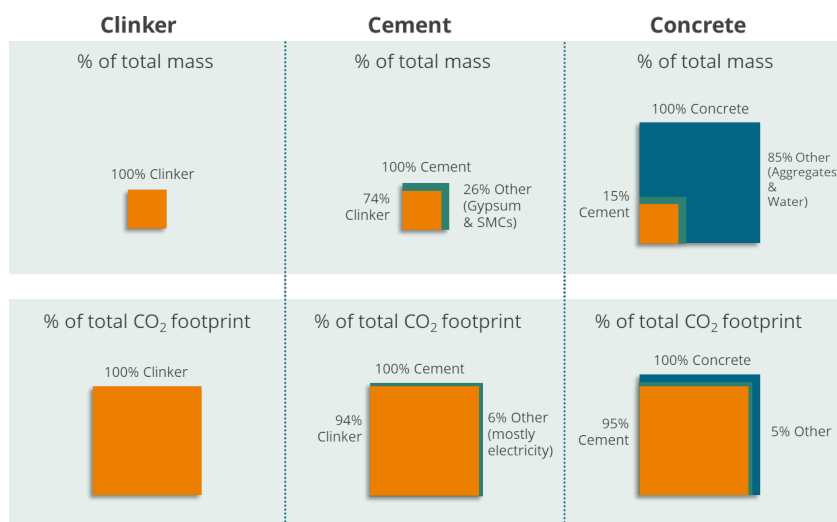 Clinker
Cement
Concrete
% of total mass
% of total mass
% of total mass
100% Clinker
100% Cement
74%
Clinker
26% Other
(Gypsum
& SMCs)
100% Concrete
15%
Cement
85% Other
(Aggregates
&
Water)
% of total CO₂ footprint
% of total CO₂ footprint
% of total CO₂ footprint
100% Clinker
100% Cement
94%
Clinker
6% Other
(mostly
electricity)
100% Concrete
95%
Cement
5% Other